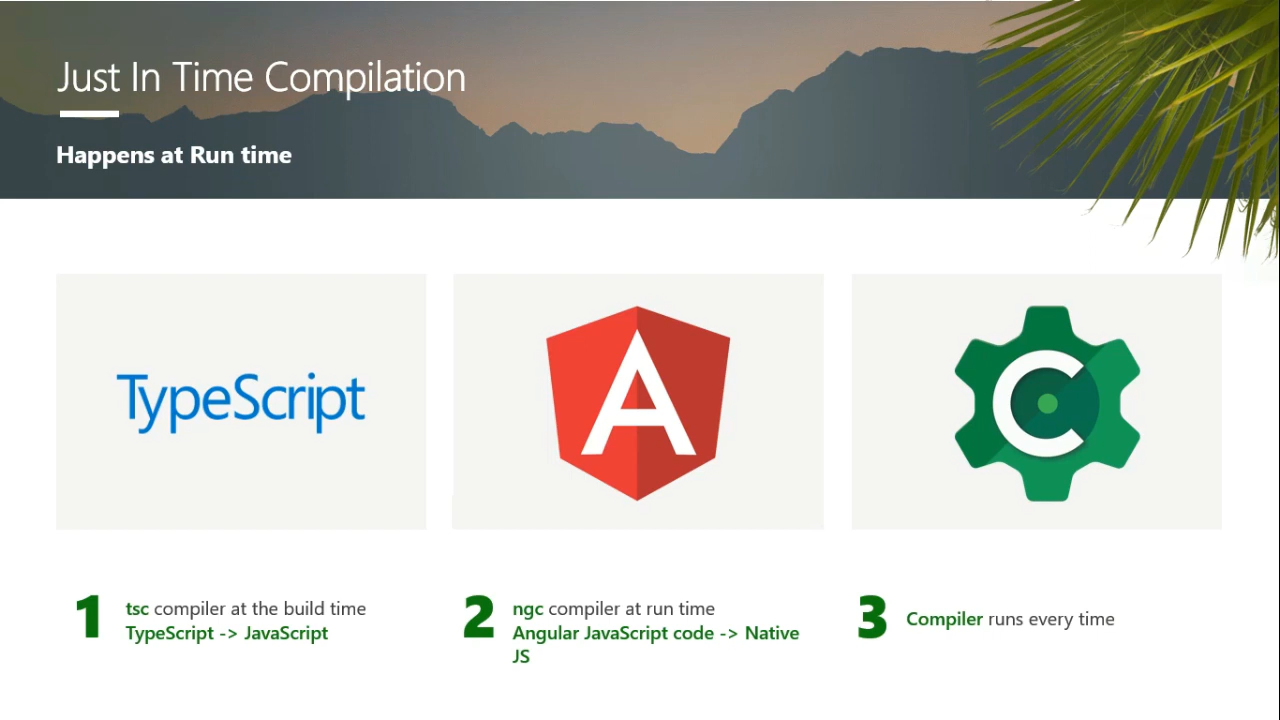 Just In Time Compilation
Happens at Run time
TypeScript
A
C
1
tsc compiler at the build time
TypeScript -> JavaScript
2
ngc compiler at run time
Angular JavaScript code -> Native
JS
3
Compiler runs every time